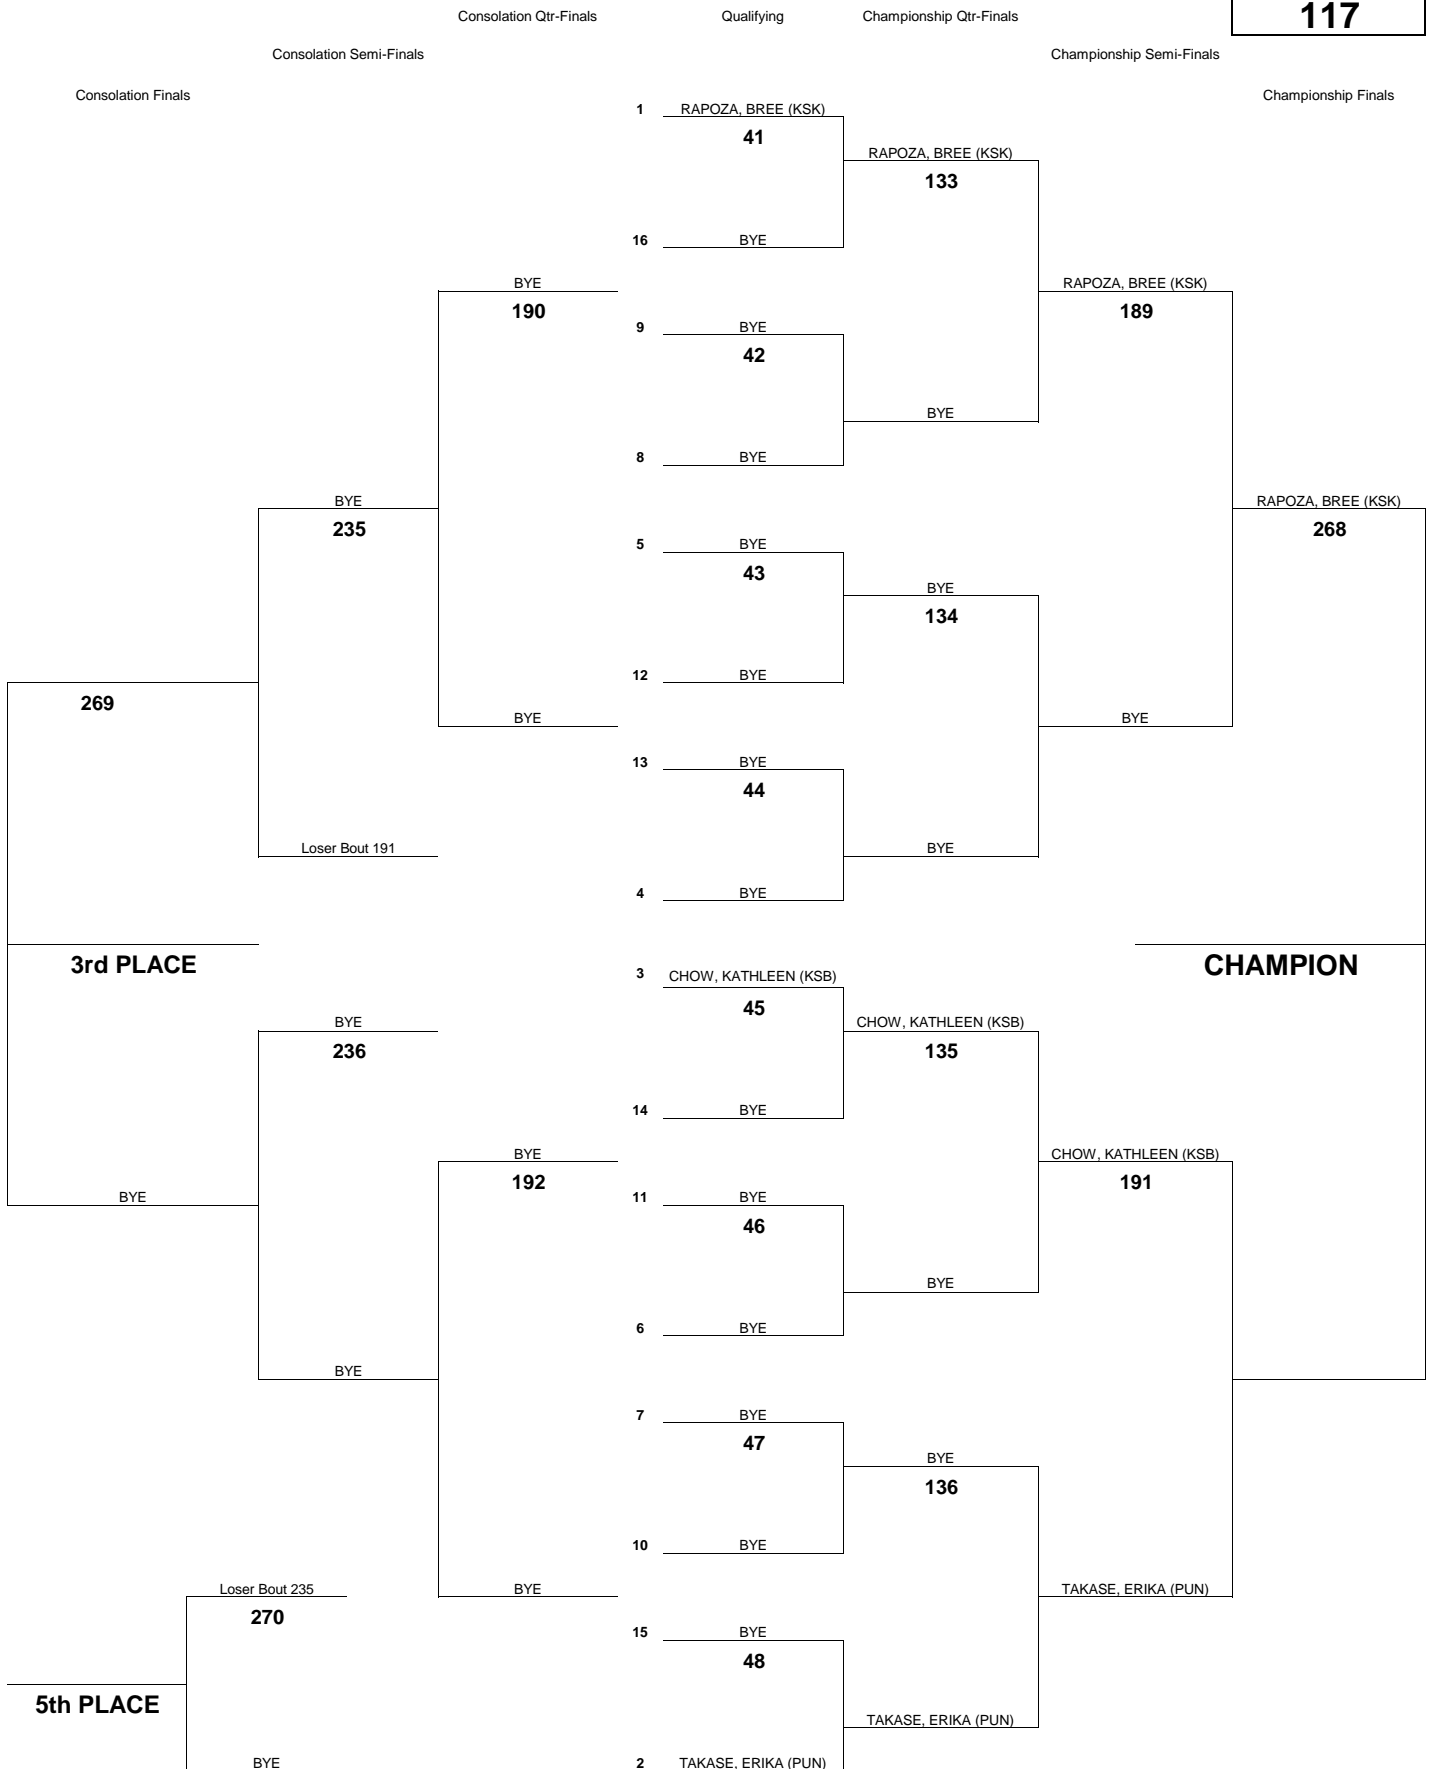 Consolation Qtr-Finals Qualifying Championship Qtr-Finals 117
Consolation Semi-Finals Championship Semi-Finals
Consolation Finals Championship Finals
1 RAPOZA, BREE (KSK)
41
RAPOZA, BREE (KSK)
133
16 BYE
BYE RAPOZA, BREE (KSK)
190 189
9 BYE
42
BYE
8 BYE
BYE RAPOZA, BREE (KSK)
235 268
5 BYE
43
BYE
134
12 BYE
269
BYE BYE
13 BYE
44
Loser Bout 191 BYE
4 BYE
3rd PLACE CHAMPION
3 CHOW, KATHLEEN (KSB)
45
BYE CHOW, KATHLEEN (KSB)
236 135
14 BYE
BYE CHOW, KATHLEEN (KSB)
192 191
BYE 11 BYE
46
BYE
6 BYE
BYE
7 BYE
47
BYE
136
10 BYE
Loser Bout 235 BYE TAKASE, ERIKA (PUN)
270
15 BYE
48
5th PLACE
TAKASE, ERIKA (PUN)
BYE 2 TAKASE, ERIKA (PUN)